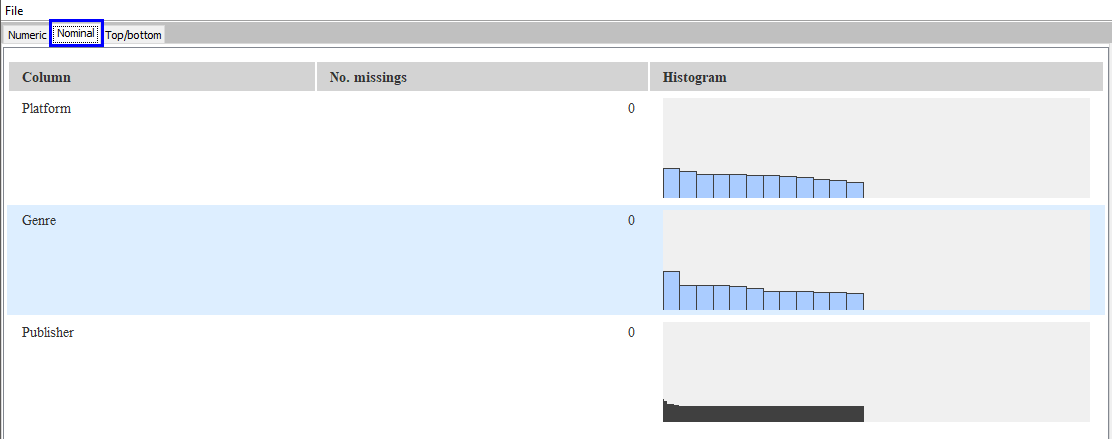 File
Numeric Nominal Top/bottom
Column No. missings Histogram
Platform 0
Genre 0
Publisher 0